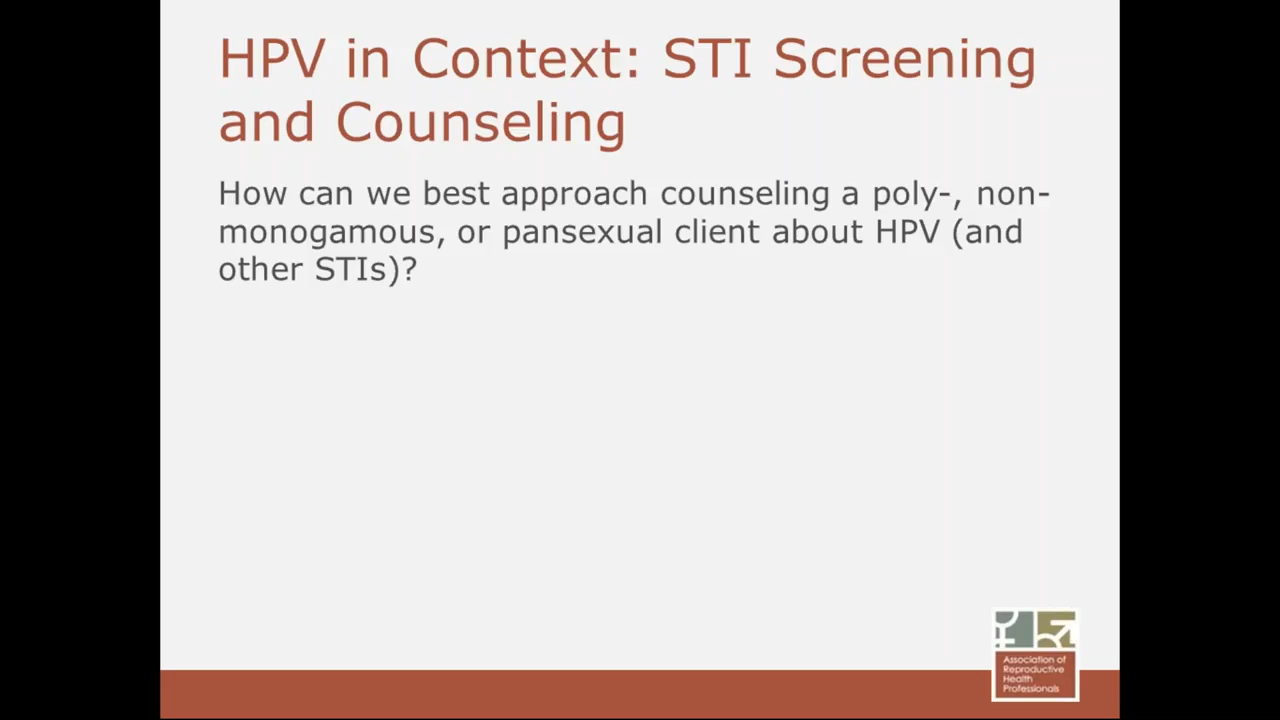 HPV in Context: STI Screening
and Counseling
How can we best approach counseling a poly-, non-
monogamous, or pansexual client about HPV (and
other STIs)?
Association of
Reproductive
Health
Professionals